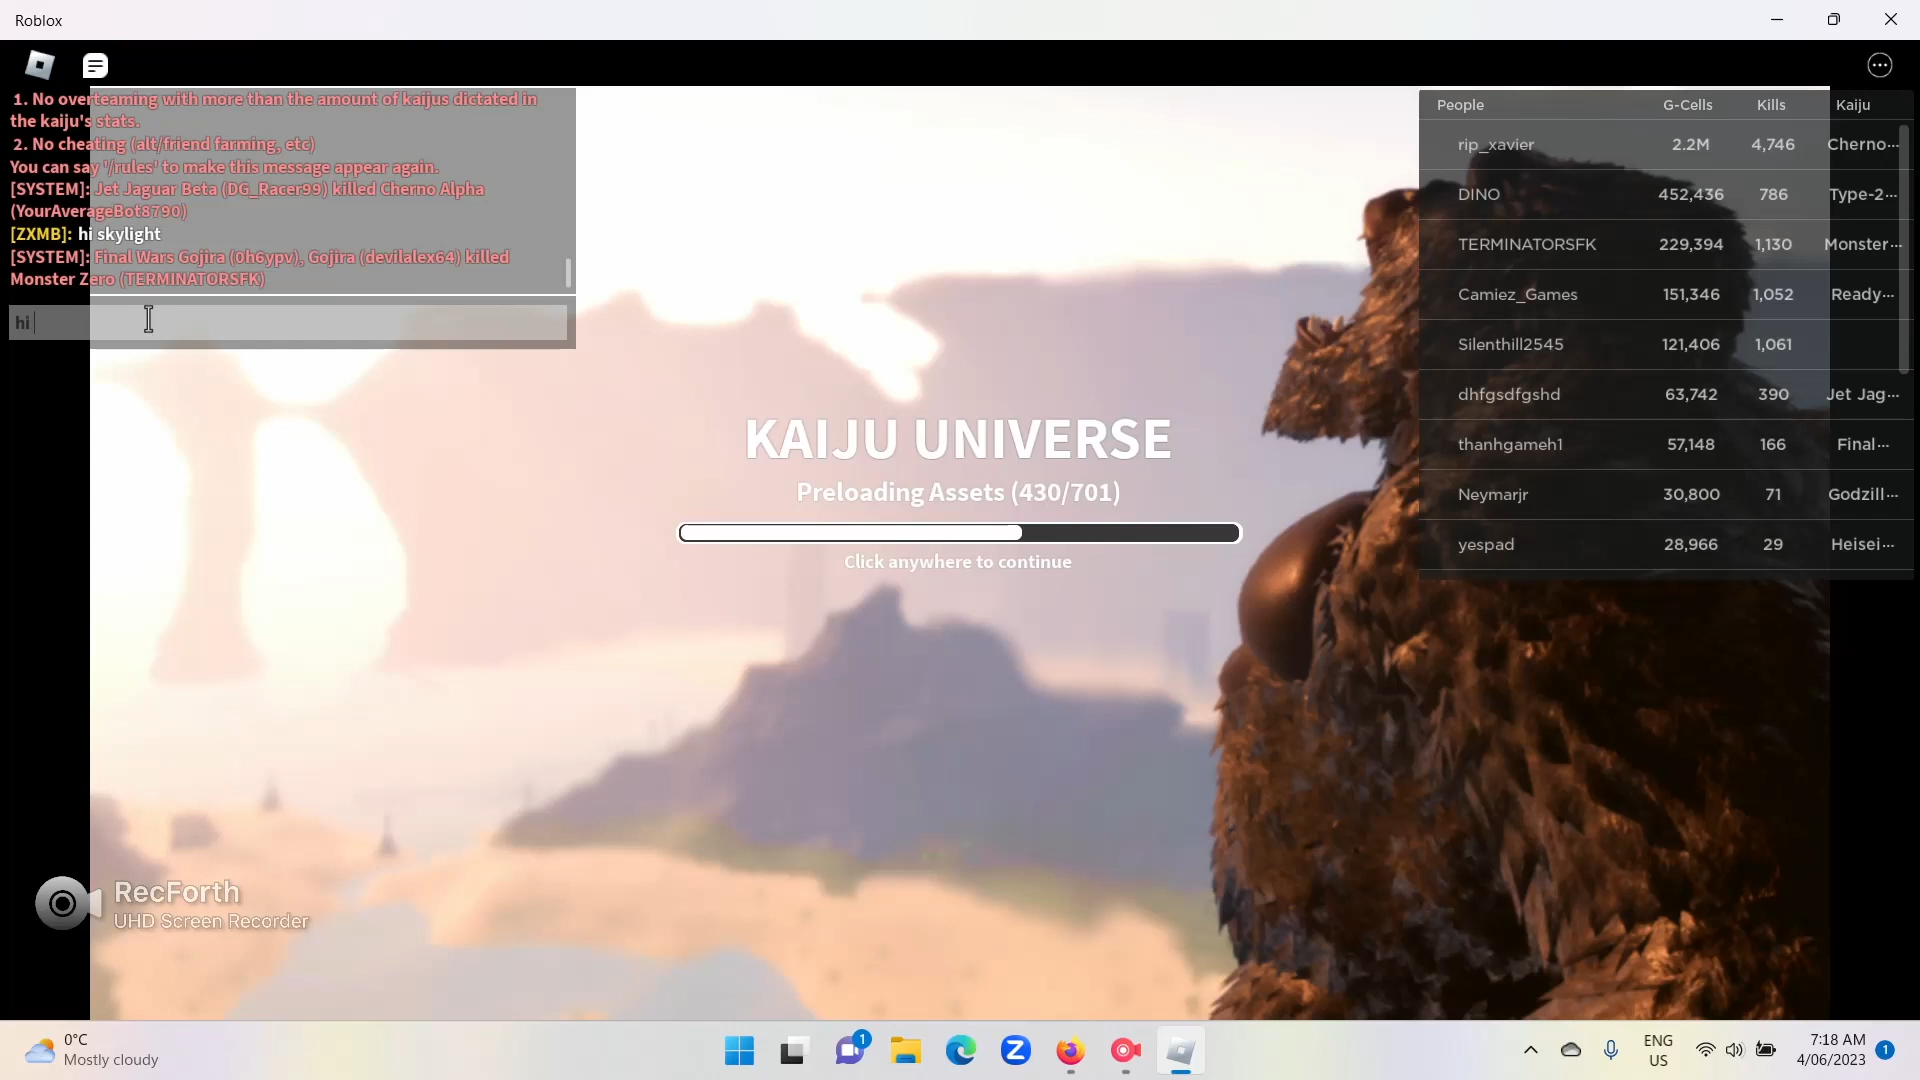 Roblox
1. No overteaming with more than the amount of kaijus dictated in
the kaiju's stats.
2. No cheating (alt/friend farming, etc)
You can say '/rules' to make this message appear again.
[SYSTEM]: Jet Jaguar Beta (DG_Racer99) killed Cherno Alpha
(YourAverageBot8790)
[ZXMB]: hi skylight
[SYSTEM]: Final Wars Gojira (0h6ypv), Gojira (devilalex64) killed
Monster Zero (TERMINATORSFK)
hi
People G-Cells Kills Kaiju
rip_xavier 2.2M 4,746 Cherno...
DINO 452,436 786 Type-2...
TERMINATORSFK 229,394 1,130 Monster...
Camiez_Games 151,346 1,052 Ready...
Silenthill2545 121,406 1,061
dhfgsdfgshd 63,742 390 Jet Jag...
thanhgameh1 57,148 166 Final...
Neymarjr 30,800 71 Godzill...
yespad 28,966 29 Heisei...
KAIJU UNIVERSE
Preloading Assets (430/701)
Click anywhere to continue
RecForth
UHD Screen Recorder
0°C
Mostly cloudy
1
Z
ENG
US
7:18 AM
4/06/2023
1